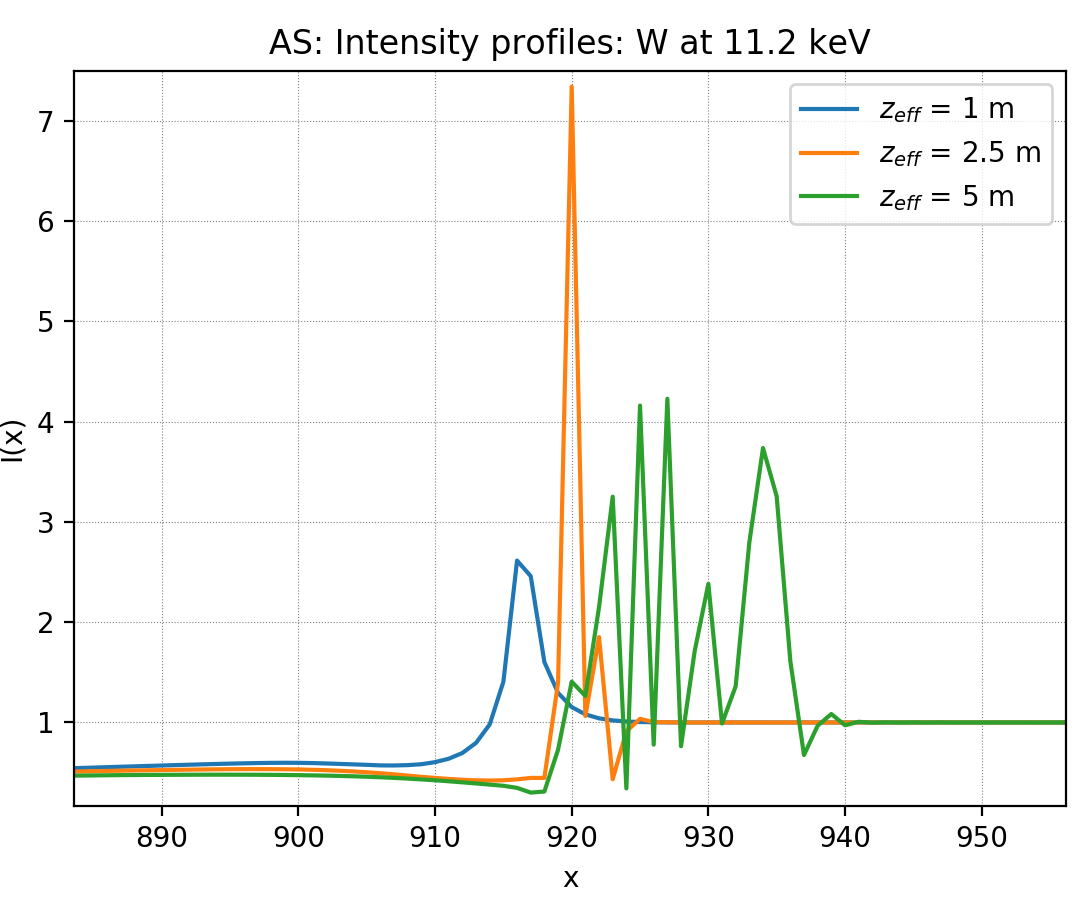 AS: Intensity profiles: W at 11.2 keV
z_eff = 1 m
z_eff = 2.5 m
z_eff = 5 m
7
6
5
4
3
2
1
I(x)
890 900 910 920 930 940 950
x